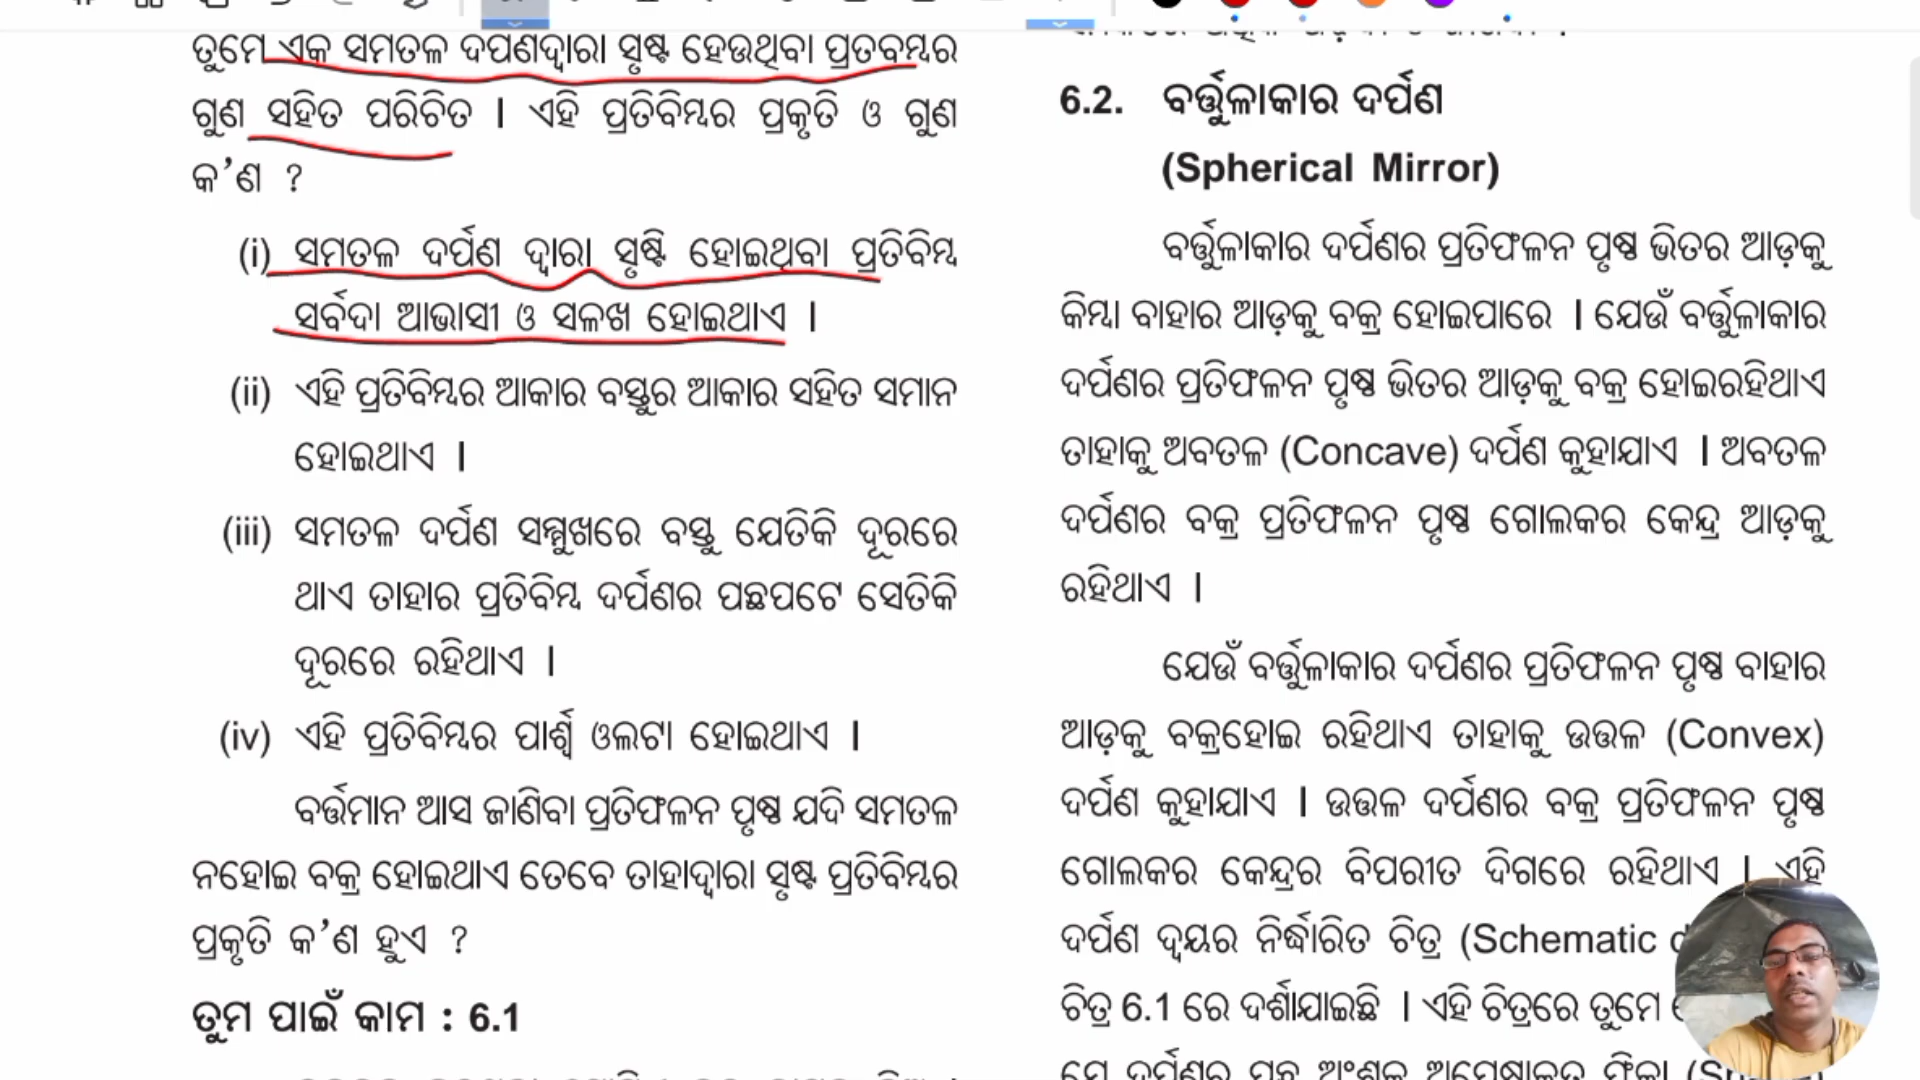 ତୁମେ ଏକ ସମତଳ ଦର୍ପଣଦ୍ୱାରା ସୃଷ୍ଟ ହେଉଥିବା ପ୍ରତିବିମ୍ବର
ଗୁଣ ସହିତ ପରିଚିତ । ଏହି ପ୍ରତିବିମ୍ବର ପ୍ରକୃତି ଓ ଗୁଣ
କ’ଣ ?
(i) ସମତଳ ଦର୍ପଣ ଦ୍ୱାରା ସୃଷ୍ଟି ହୋଇଥିବା ପ୍ରତିବିମ୍ବ
ସର୍ବଦା ଆଭାସୀ ଓ ସଳଖ ହୋଇଥାଏ ।
(ii) ଏହି ପ୍ରତିବିମ୍ବର ଆକାର ବସ୍ତୁର ଆକାର ସହିତ ସମାନ
ହୋଇଥାଏ ।
(iii) ସମତଳ ଦର୍ପଣ ସମ୍ମୁଖରେ ବସ୍ତୁ ଯେତିକି ଦୂରରେ
ଥାଏ ତାହାର ପ୍ରତିବିମ୍ବ ଦର୍ପଣର ପଛପଟେ ସେତିକି
ଦୂରରେ ରହିଥାଏ ।
(iv) ଏହି ପ୍ରତିବିମ୍ବର ପାର୍ଶ୍ୱ ଓଲଟା ହୋଇଥାଏ ।
ବର୍ତ୍ତମାନ ଆସ ଜାଣିବା ପ୍ରତିଫଳନ ପୃଷ୍ଠ ଯଦି ସମତଳ
ନହୋଇ ବକ୍ର ହୋଇଥାଏ ତେବେ ତାହାଦ୍ୱାରା ସୃଷ୍ଟ ପ୍ରତିବିମ୍ବର
ପ୍ରକୃତି କ’ଣ ହୁଏ ?
ତୁମ ପାଇଁ କାମ : 6.1
6.2. ବର୍ତ୍ତୁଳାକାର ଦର୍ପଣ
(Spherical Mirror)
ବର୍ତ୍ତୁଳାକାର ଦର୍ପଣର ପ୍ରତିଫଳନ ପୃଷ୍ଠ ଭିତର ଆଡ଼କୁ
କିମ୍ବା ବାହାର ଆଡ଼କୁ ବକ୍ର ହୋଇପାରେ । ଯେଉଁ ବର୍ତ୍ତୁଳାକାର
ଦର୍ପଣର ପ୍ରତିଫଳନ ପୃଷ୍ଠ ଭିତର ଆଡ଼କୁ ବକ୍ର ହୋଇରହିଥାଏ
ତାହାକୁ ଅବତଳ (Concave) ଦର୍ପଣ କୁହାଯାଏ । ଅବତଳ
ଦର୍ପଣର ବକ୍ର ପ୍ରତିଫଳନ ପୃଷ୍ଠ ଗୋଲକର କେନ୍ଦ୍ର ଆଡ଼କୁ
ରହିଥାଏ ।
ଯେଉଁ ବର୍ତ୍ତୁଳାକାର ଦର୍ପଣର ପ୍ରତିଫଳନ ପୃଷ୍ଠ ବାହାର
ଆଡ଼କୁ ବକ୍ରହୋଇ ରହିଥାଏ ତାହାକୁ ଉତ୍ତଳ (Convex)
ଦର୍ପଣ କୁହାଯାଏ । ଉତ୍ତଳ ଦର୍ପଣର ବକ୍ର ପ୍ରତିଫଳନ ପୃଷ୍ଠ
ଗୋଲକର କେନ୍ଦ୍ରର ବିପରୀତ ଦିଗରେ ରହିଥାଏ । ଏହି
ଦର୍ପଣ ଦ୍ୱୟର ନିର୍ଦ୍ଧାରିତ ଚିତ୍ର (Schematic
ଚିତ୍ର 6.1 ରେ ଦର୍ଶାଯାଇଛି । ଏହି ଚିତ୍ରରେ ତୁମେ
ଯେ ଦର୍ପଣର ପଛ ଅଂଶକୁ ଅପେକ୍ଷାକୃତ ଫିକା